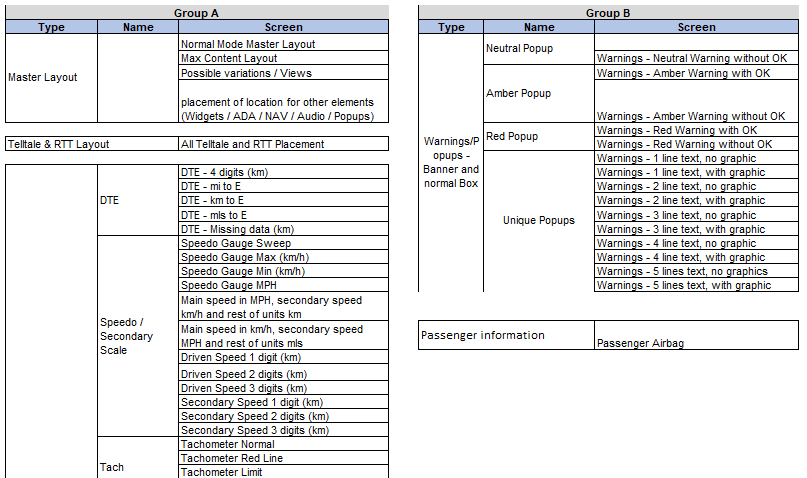 Group A
Type Name Screen
Master Layout
Normal Mode Master Layout
Max Content Layout
Possible variations / Views
placement of location for other elements
(Widgets / ADA / NAV / Audio / Popups)
Telltale & RTT Layout All Telltale and RTT Placement
DTE
DTE - 4 digits (km)
DTE - mi to E
DTE - km to E
DTE - mls to E
DTE - Missing data (km)
Speedo /
Secondary
Scale
Speedo Gauge Sweep
Speedo Gauge Max (km/h)
Speedo Gauge Min (km/h)
Speedo Gauge MPH
Main speed in MPH, secondary speed
km/h and rest of units km
Main speed in km/h, secondary speed
MPH and rest of units mls
Driven Speed 1 digit (km)
Driven Speed 2 digits (km)
Driven Speed 3 digits (km)
Secondary Speed 1 digit (km)
Secondary Speed 2 digits (km)
Secondary Speed 3 digits (km)
Tach
Tachometer Normal
Tachometer Red Line
Tachometer Limit
Group B
Type Name Screen
Warnings/P
opups -
Banner and
normal Box
Neutral Popup
Warnings - Neutral Warning without OK
Amber Popup
Warnings - Amber Warning with OK
Warnings - Amber Warning without OK
Red Popup
Warnings - Red Warning with OK
Warnings - Red Warning without OK
Unique Popups
Warnings - 1 line text, no graphic
Warnings - 1 line text, with graphic
Warnings - 2 line text, no graphic
Warnings - 2 line text, with graphic
Warnings - 3 line text, no graphic
Warnings - 3 line text, with graphic
Warnings - 4 line text, no graphic
Warnings - 4 line text, with graphic
Warnings - 5 lines text, no graphics
Warnings - 5 lines text, with graphic
Passenger information
Passenger Airbag